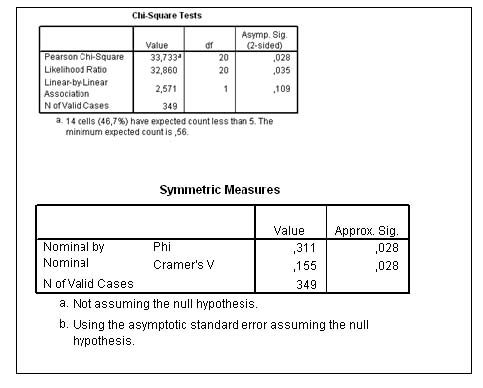 Chi-Square Tests
Value df Asymp. Sig. (2-sided)
Pearson Chi-Square 33,733a 20 ,028
Likelihood Ratio 32,860 20 ,035
Linear-by-Linear Association 2,571 1 ,109
N of Valid Cases 349
a. 14 cells (46,7%) have expected count less than 5. The
minimum expected count is ,56.
Symmetric Measures
Value Approx. Sig.
Nominal by Nominal Phi ,311 ,028
Cramer's V ,155 ,028
N of Valid Cases 349
a. Not assuming the null hypothesis.
b. Using the asymptotic standard error assuming the null
hypothesis.